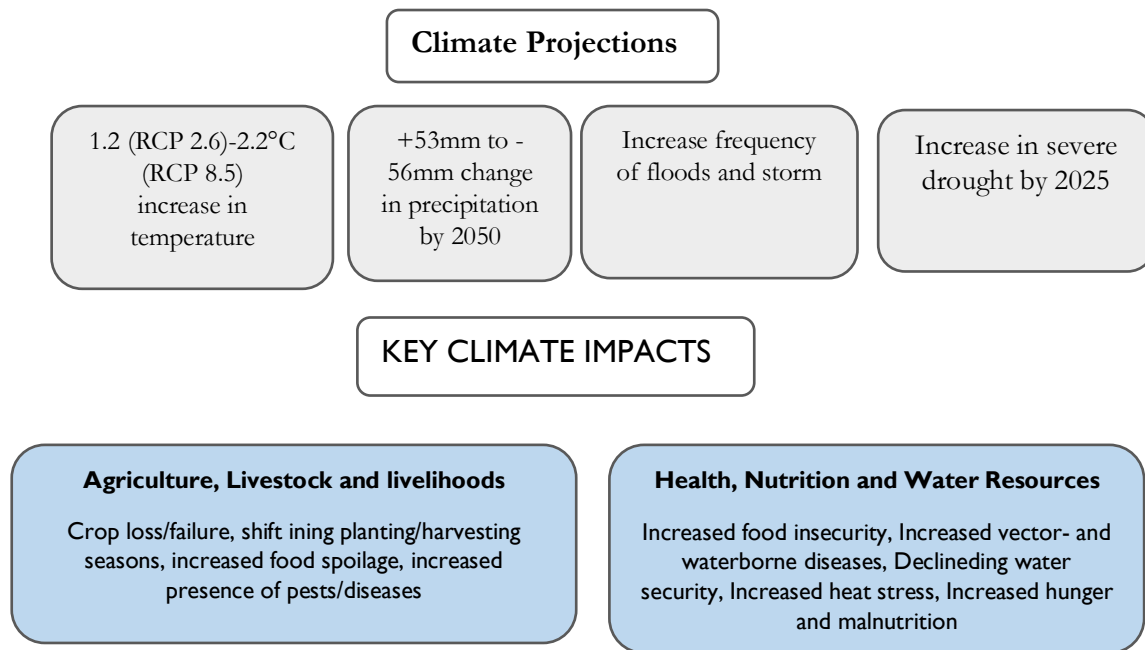 Climate Projections
1.2 (RCP 2.6)-2.2°C
(RCP 8.5)
increase in
temperature
+53mm to -
56mm change
in precipitation
by 2050
Increase frequency
of floods and storm
Increase in severe
drought by 2025
KEY CLIMATE IMPACTS
Agriculture, Livestock and livelihoods
Crop loss/failure, shift ining planting/harvesting
seasons, increased food spoilage, increased
presence of pests/diseases
Health, Nutrition and Water Resources
Increased food insecurity, Increased vector- and
waterborne diseases, Declineding water
security, Increased heat stress, Increased hunger
and malnutrition